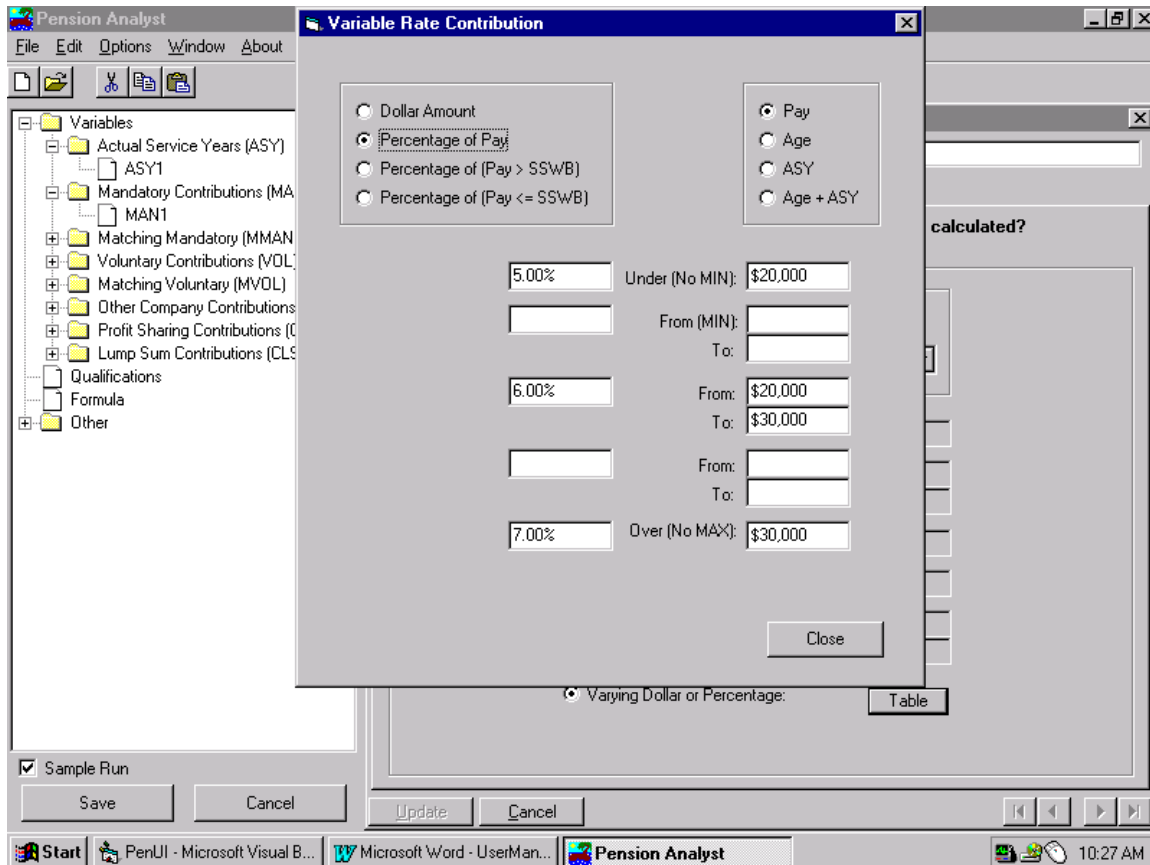 Pension Analyst
Variable Rate Contribution
File Edit Options Window About
Dollar Amount
Percentage of Pay
Percentage of (Pay > SSWB)
Percentage of (Pay <= SSWB)
Pay
Age
ASY
Age + ASY
Variables
Actual Service Years (ASY)
ASY1
Mandatory Contributions (MA
MAN1
Matching Mandatory (MMAN
Voluntary Contributions (VOL)
Matching Voluntary (MVOL)
Other Company Contributions
Profit Sharing Contributions (
Lump Sum Contributions (CLS
Qualifications
Formula
Other
calculated?
5.00% Under (No MIN): $20,000
From (MIN):
To:
6.00% From: $20,000
To: $30,000
From:
To:
7.00% Over (No MAX): $30,000
Close
Varying Dollar or Percentage: Table
Sample Run
Save Cancel
Update Cancel
Start PenUI - Microsoft Visual B... Microsoft Word - UserMan... Pension Analyst 10:27 AM